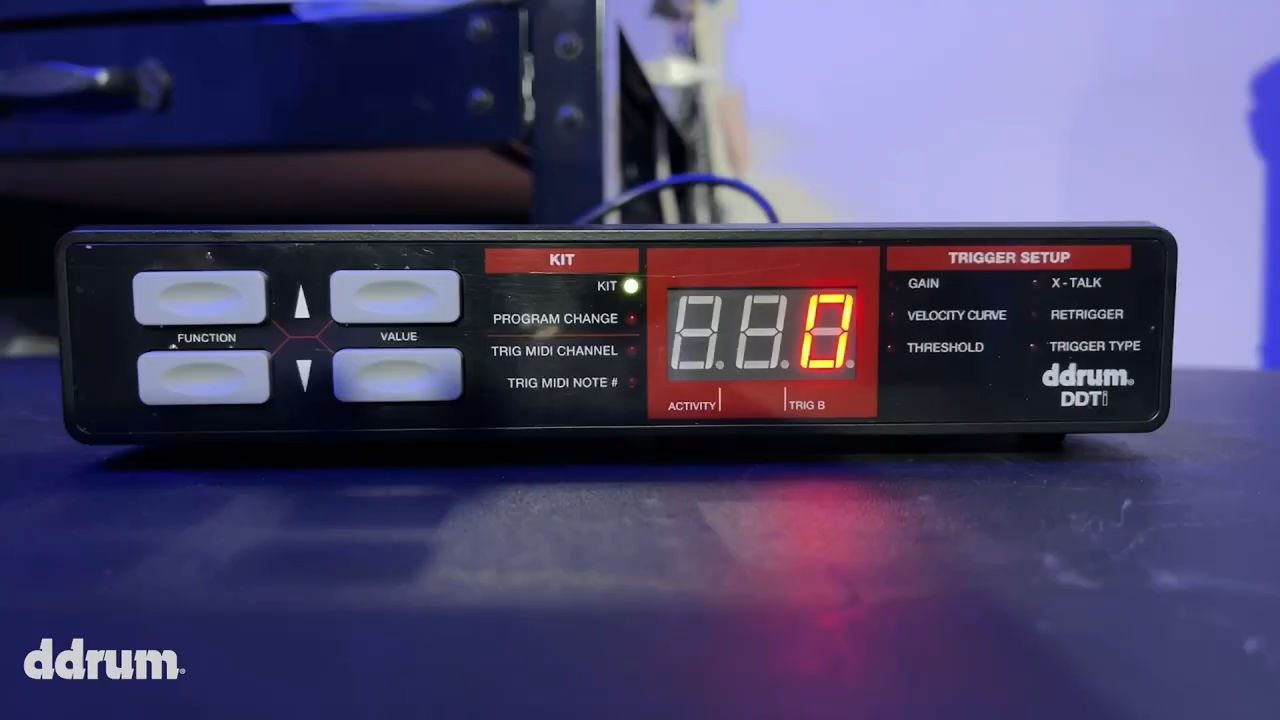 FUNCTION
VALUE
KIT
KIT
PROGRAM CHANGE
TRIG MIDI CHANNEL
TRIG MIDI NOTE #
0
ACTIVITY
TRIG B
TRIGGER SETUP
GAIN
X - TALK
VELOCITY CURVE
RETRIGGER
THRESHOLD
TRIGGER TYPE
ddrum®
DDTi
ddrum®